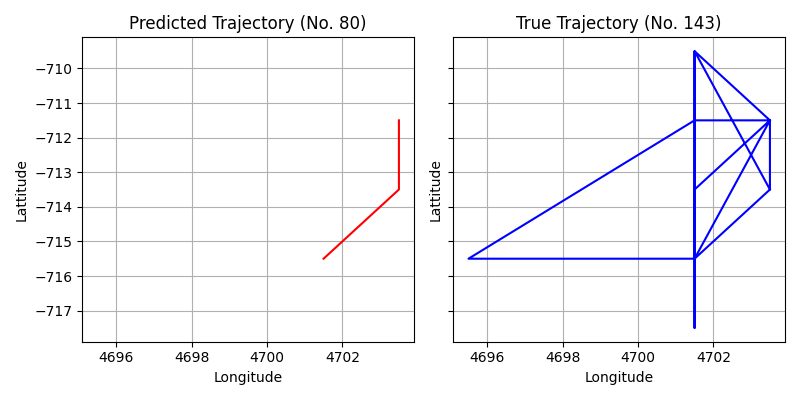 Predicted Trajectory (No. 80)
True Trajectory (No. 143)
−710
−711
−712
−713
−714
−715
−716
−717
Lattitude
Lattitude
4696 4698 4700 4702
4696 4698 4700 4702
Longitude
Longitude